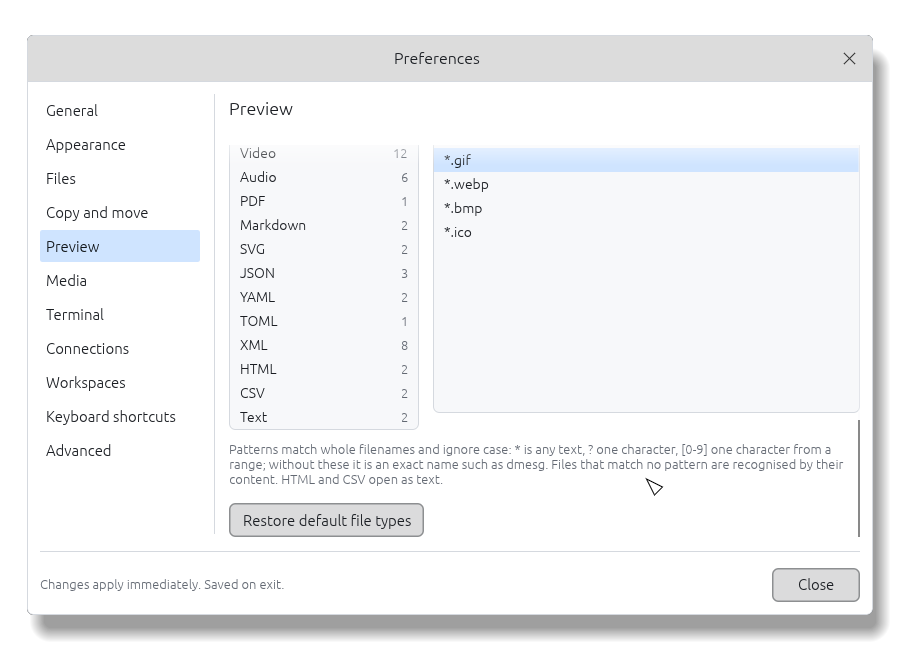 Preferences
General
Appearance
Files
Copy and move
Preview
Media
Terminal
Connections
Workspaces
Keyboard shortcuts
Advanced
Preview
Video 12
Audio 6
PDF 1
Markdown 2
SVG 2
JSON 3
YAML 2
TOML 1
XML 8
HTML 2
CSV 2
Text 2
*.gif
*.webp
*.bmp
*.ico
Patterns match whole filenames and ignore case: * is any text, ? one character, [0-9] one character from a
range; without these it is an exact name such as dmesg. Files that match no pattern are recognised by their
content. HTML and CSV open as text.
Restore default file types
Changes apply immediately. Saved on exit.
Close